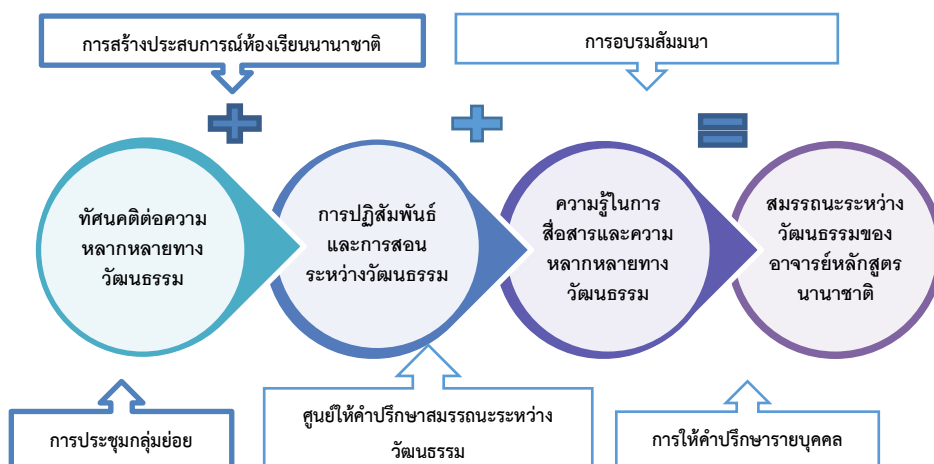 การสร้างประสบการณ์ห้องเรียนนานาชาติ
การอบรมสัมมนา
ทัศนคติต่อความ
หลากหลายทาง
วัฒนธรรม
การปฏิสัมพันธ์
และการสอน
ระหว่างวัฒนธรรม
ความรู้ในการ
สื่อสารและความ
หลากหลายทาง
วัฒนธรรม
สมรรถนะระหว่าง
วัฒนธรรมของ
อาจารย์หลักสูตร
นานาชาติ
การประชุมกลุ่มย่อย
ศูนย์ให้คำปรึกษาสมรรถนะระหว่าง
วัฒนธรรม
การให้คำปรึกษารายบุคคล